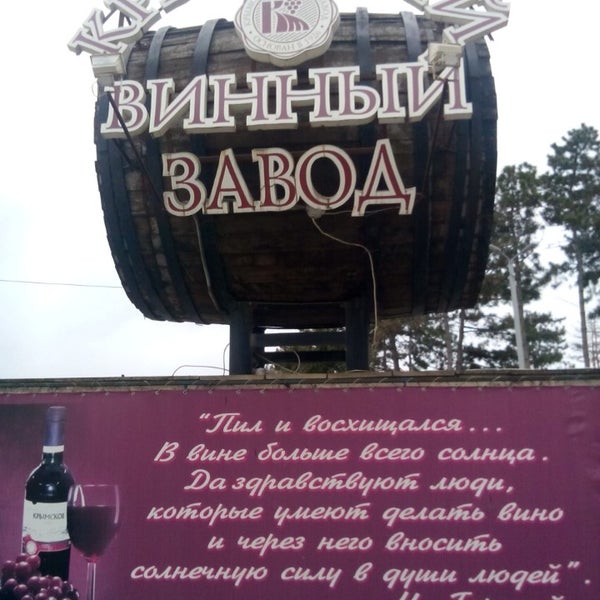 ВИННЫЙ
ЗАВОД
"Пил и восхищался...
В вине больше всего солнца.
Да здравствуют люди,
которые умеют делать вино
и через него вносить
солнечную силу в души людей".
КРЫМСКОЕ